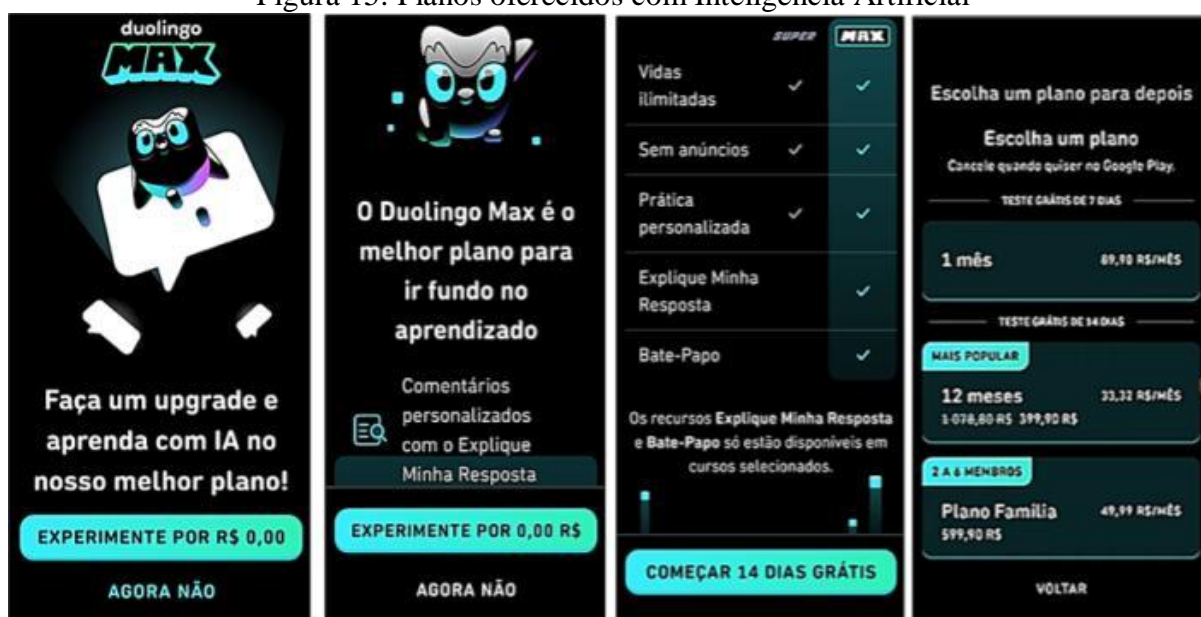 Figura 15: Planos oferecidos com Inteligência Artificial
duolingo
MAX
Faça um upgrade e
aprenda com IA no
nosso melhor plano!
EXPERIMENTE POR R$ 0,00
AGORA NÃO
O Duolingo Max é o
melhor plano para
ir fundo no
aprendizado
Comentários
personalizados
com o Explique
Minha Resposta
EXPERIMENTE POR 0,00 R$
AGORA NÃO
SUPER MAX
Vidas
ilimitadas
Sem anúncios
Prática
personalizada
Explique Minha
Resposta
Bate-Papo
Os recursos Explique Minha Resposta
e Bate-Papo só estão disponíveis em
cursos selecionados.
COMEÇAR 14 DIAS GRÁTIS
Escolha um plano para depois
Escolha um plano
Cancele quando quiser no Google Play.
TESTE GRÁTIS DE 7 DIAS
1 mês 89,90 R$/MÊS
TESTE GRÁTIS DE 14 DIAS
MAIS POPULAR
12 meses 33,32 R$/MÊS
1.078,80 R$ 399,90 R$
2 A 6 MEMBROS
Plano Família 49,99 R$/MÊS
599,90 R$
VOLTAR